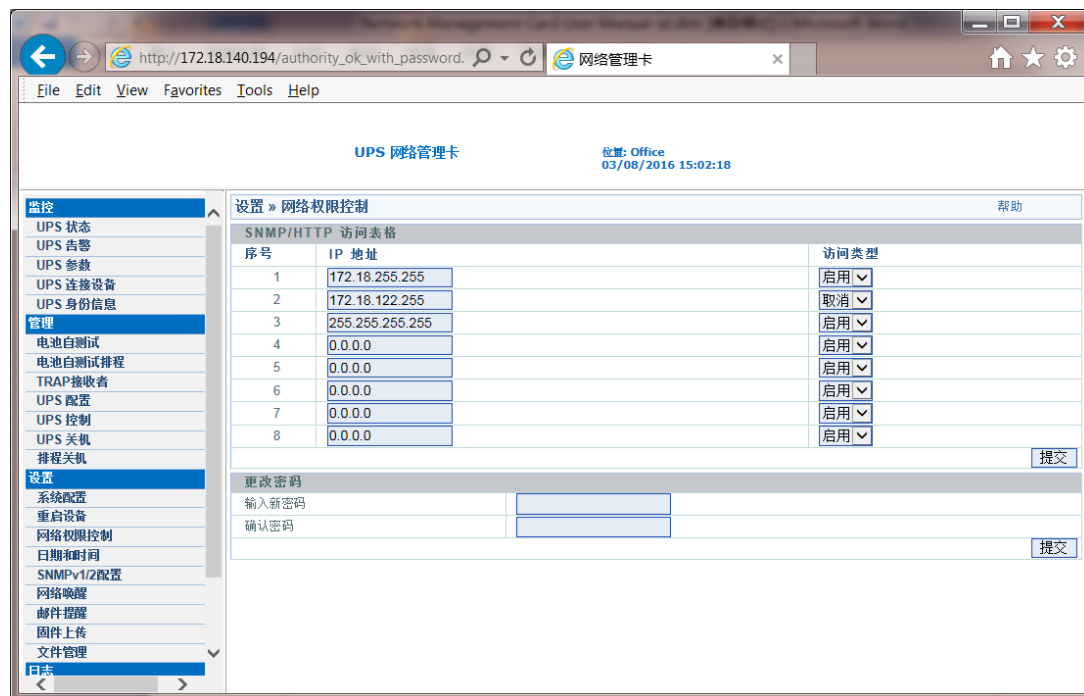 http://172.18.140.194/authority_ok_with_password.
网络管理卡
File Edit View Favorites Tools Help
UPS 网络管理卡
位置: Office
03/08/2016 15:02:18
监控
UPS 状态
UPS 告警
UPS 参数
UPS 连接设备
UPS 身份信息
管理
电池自测试
电池自测试排程
TRAP接收者
UPS 配置
UPS 控制
UPS 关机
排程关机
设置
系统配置
重启设备
网络权限控制
日期和时间
SNMPv1/2配置
网络唤醒
邮件提醒
固件上传
文件管理
日志
设置 » 网络权限控制 帮助
SNMP/HTTP 访问表格
序号 IP 地址 访问类型
1 172.18.255.255 启用
2 172.18.122.255 取消
3 255.255.255.255 启用
4 0.0.0.0 启用
5 0.0.0.0 启用
6 0.0.0.0 启用
7 0.0.0.0 启用
8 0.0.0.0 启用
提交
更改密码
输入新密码
确认密码
提交